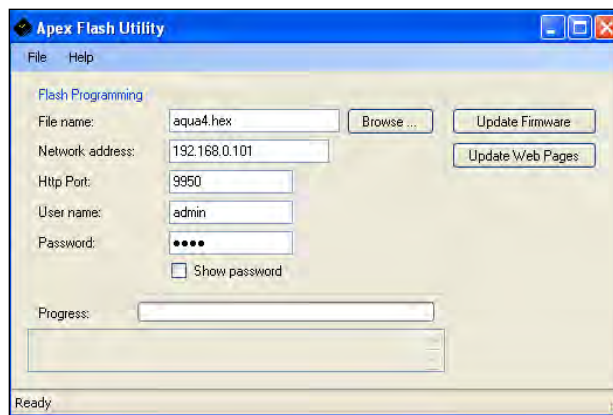 Apex Flash Utility
File Help
Flash Programming
File name: aqua4.hex Browse ... Update Firmware
Network address: 192.168.0.101 Update Web Pages
Http Port: 9950
User name: admin
Password: ●●●●
Show password
Progress:
Ready